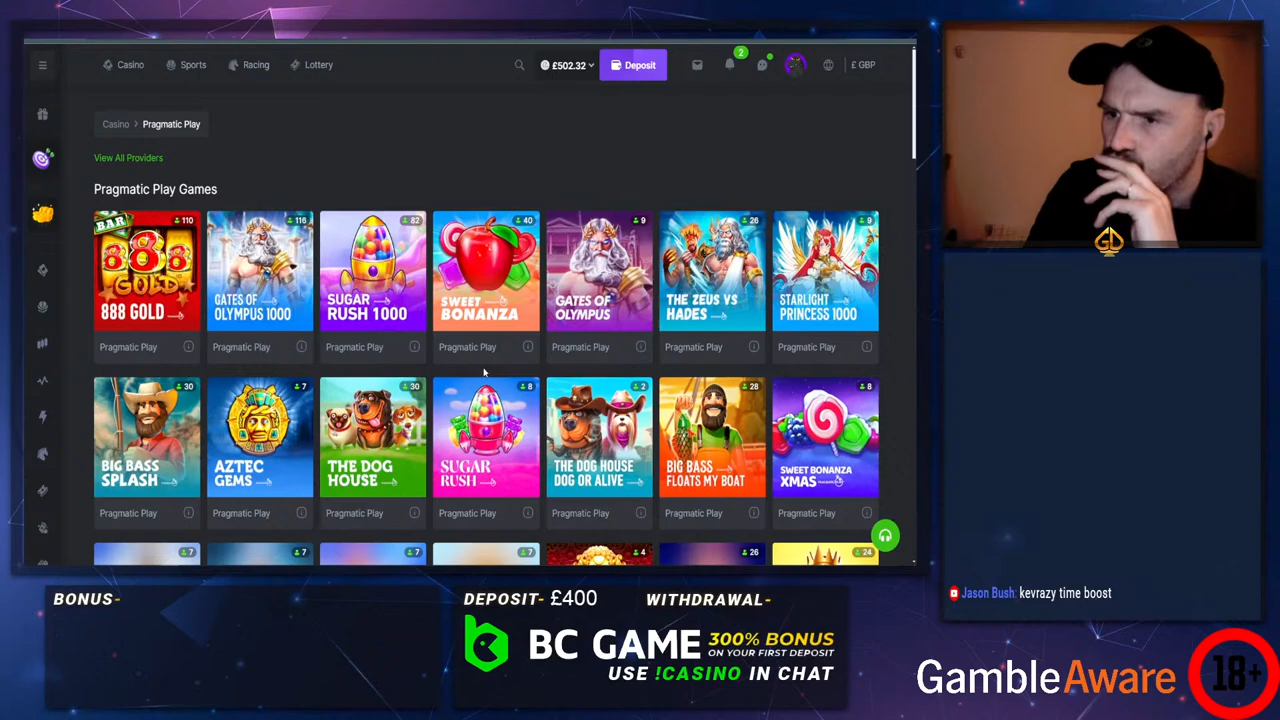 Casino
Sports
Racing
Lottery
£502.32
Deposit
2
£ GBP
Casino > Pragmatic Play
View All Providers
Pragmatic Play Games
BAR
110
888
GOLD
888 GOLD
116
GATES OF
OLYMPUS 1000
82
SUGAR
RUSH 1000
40
SWEET
BONANZA
9
GATES OF
OLYMPUS
26
THE ZEUS VS
HADES
9
STARLIGHT
PRINCESS 1000
Pragmatic Play
Pragmatic Play
Pragmatic Play
Pragmatic Play
Pragmatic Play
Pragmatic Play
Pragmatic Play
30
BIG BASS
SPLASH
7
AZTEC
GEMS
30
THE DOG
HOUSE
8
SUGAR
RUSH
2
THE DOG HOUSE
DOG OR ALIVE
28
BIG BASS
FLOATS MY BOAT
8
SWEET BONANZA
XMAS
Pragmatic Play
Pragmatic Play
Pragmatic Play
Pragmatic Play
Pragmatic Play
Pragmatic Play
Pragmatic Play
7
7
7
7
4
26
24
GD
Jason Bush: kevrazy time boost
BONUS-
DEPOSIT- £400
WITHDRAWAL-
BC GAME
300% BONUS
ON YOUR FIRST DEPOSIT
USE !CASINO IN CHAT
GambleAware
18+